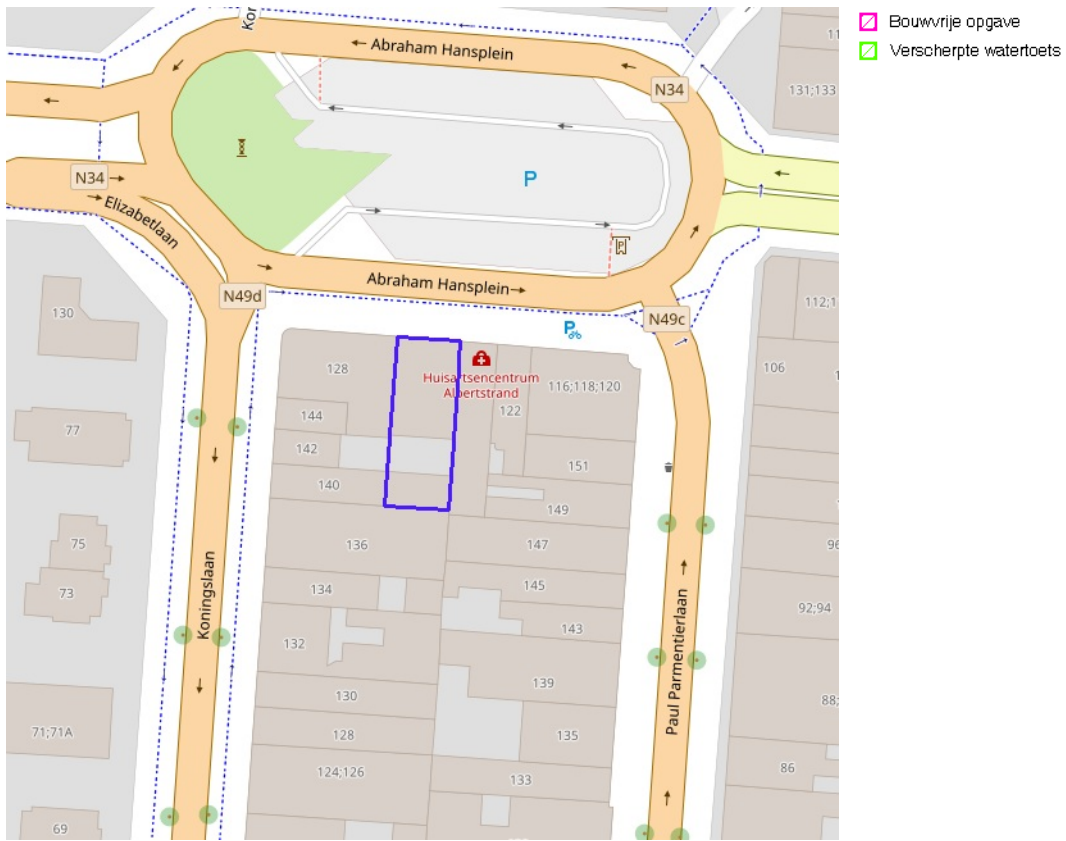 Bouwvrije opgave
Verscherpte watertoets
Kor
Abraham Hansplein
N34
131;133
N34
P
Elizabetlaan
P
Abraham Hansplein
N49d
N49c
P
130
112;1
128
Huisartsencentrum
Albertstrand
116;118;120
106
144
122
77
142
151
140
149
75
136
147
73
134
145
92;94
143
132
Koningslaan
Paul Parmentierlaan
139
130
88;
71;71A
128
135
124;126
133
86
69